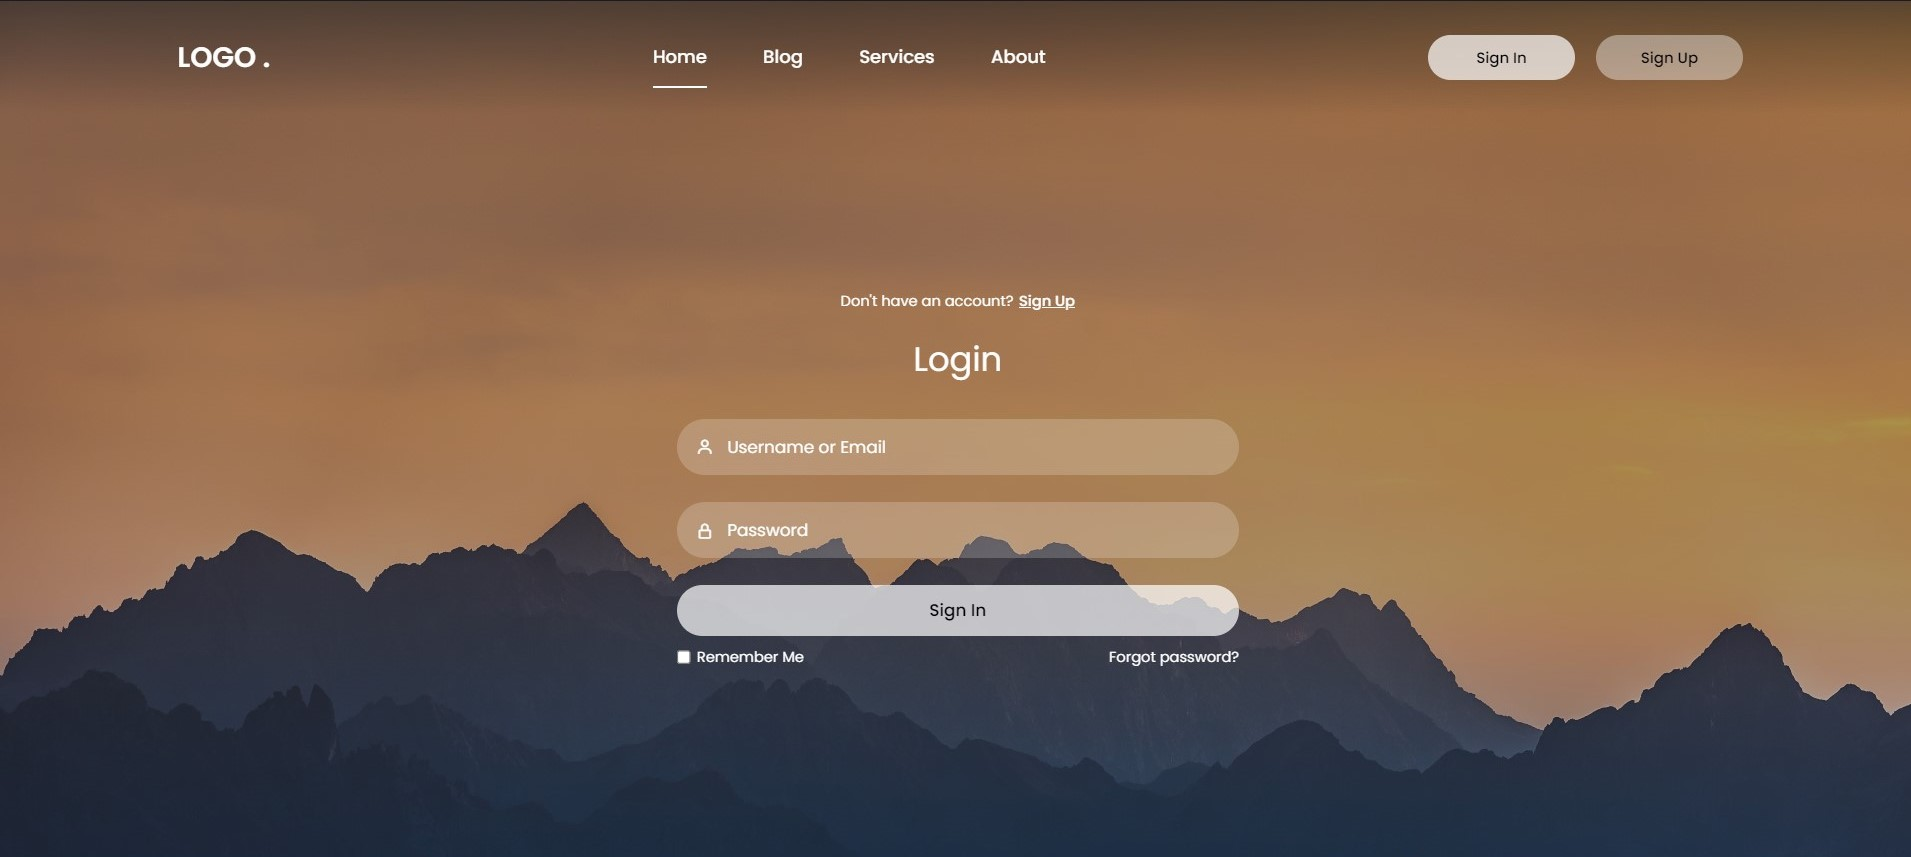 LOGO .
Home Blog Services About
Sign In Sign Up
Don't have an account? Sign Up
Login
Username or Email
Password
Sign In
Remember Me Forgot password?